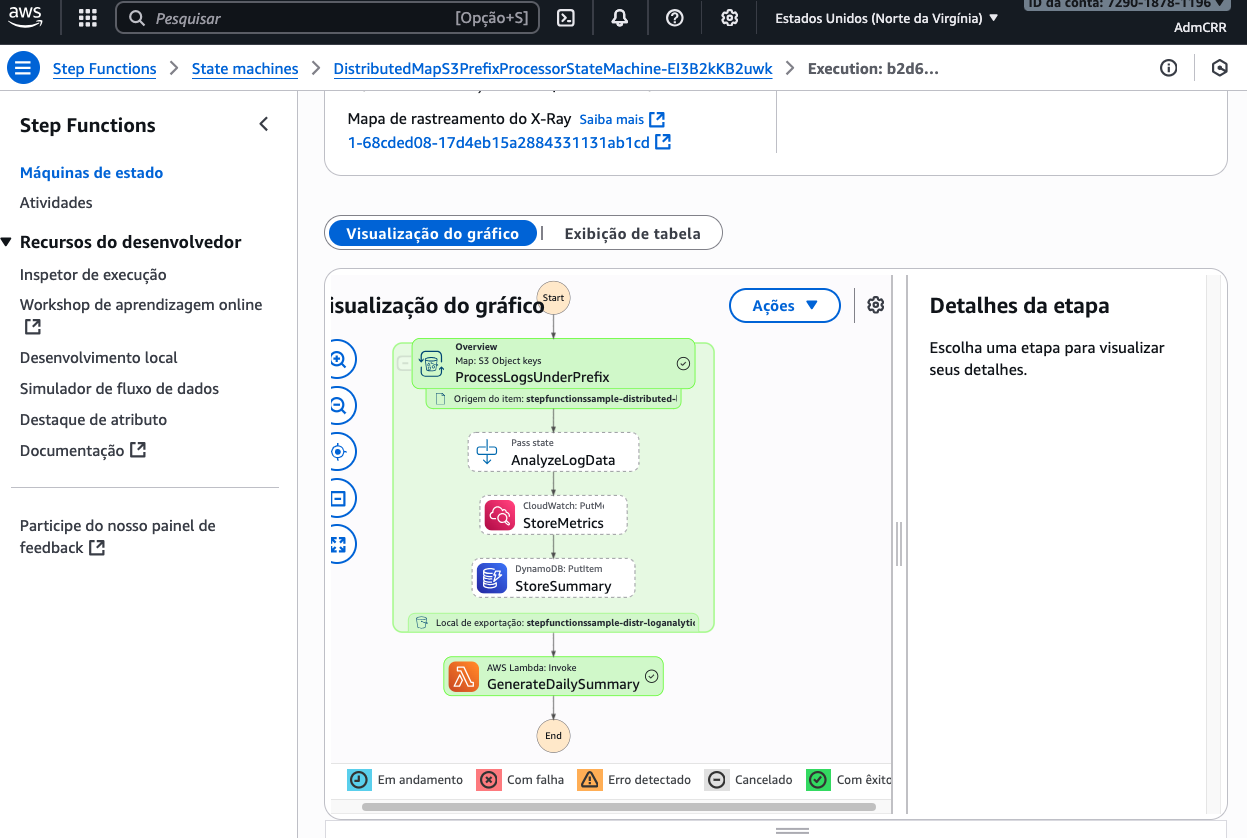 aws
Pesquisar
[Opção+S]
Estados Unidos (Norte da Virgínia)
ID da conta: 7290-1878-1196
AdmCRR
Step Functions
State machines
DistributedMapS3PrefixProcessorStateMachine-EI3B2kKB2uwk
Execution: b2d6...
Step Functions
Máquinas de estado
Atividades
Recursos do desenvolvedor
Inspetor de execução
Workshop de aprendizagem online
Desenvolvimento local
Simulador de fluxo de dados
Destaque de atributo
Documentação
Participe do nosso painel de
feedback
Mapa de rastreamento do X-Ray Saiba mais
1-68cded08-17d4eb15a2884331131ab1cd
Visualização do gráfico
Exibição de tabela
isualização do gráfico
Ações
Start
Overview
Map: S3 Object keys
ProcessLogsUnderPrefix
Origem do item: stepfunctionssample-distributed-l
Pass state
AnalyzeLogData
CloudWatch: PutMe
StoreMetrics
DynamoDB: PutItem
StoreSummary
Local de exportação: stepfunctionssample-distr-loganalytic
AWS Lambda: Invoke
GenerateDailySummary
End
Em andamento
Com falha
Erro detectado
Cancelado
Com êxito
Detalhes da etapa
Escolha uma etapa para visualizar
seus detalhes.